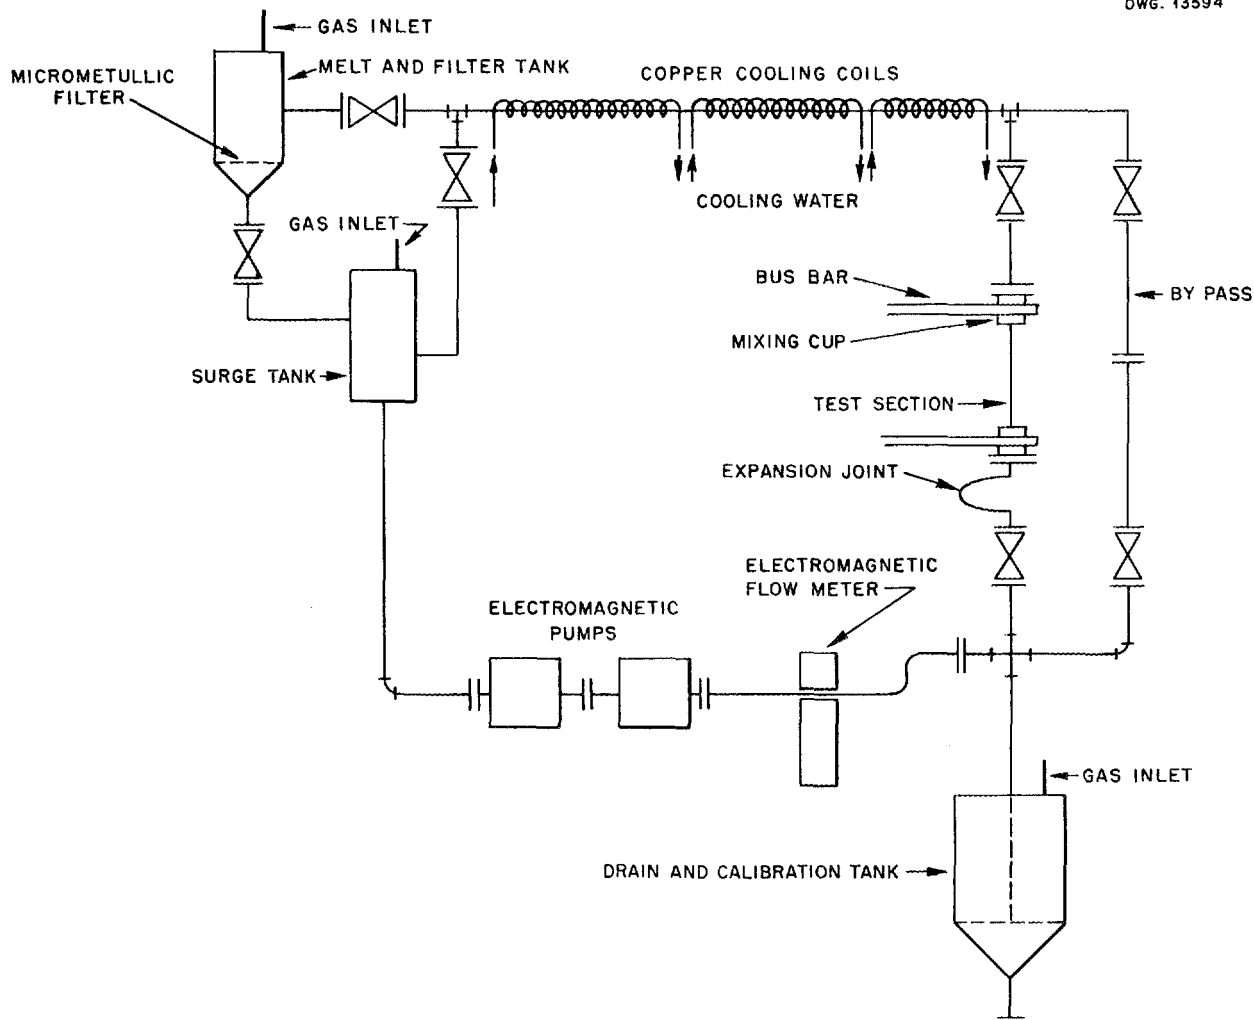 DWG. 13594
GAS INLET
MELT AND FILTER TANK
MICROMETULLIC
FILTER
COPPER COOLING COILS
COOLING WATER
GAS INLET
BUS BAR
BY PASS
MIXING CUP
SURGE TANK
TEST SECTION
EXPANSION JOINT
ELECTROMAGNETIC
FLOW METER
ELECTROMAGNETIC
PUMPS
GAS INLET
DRAIN AND CALIBRATION TANK